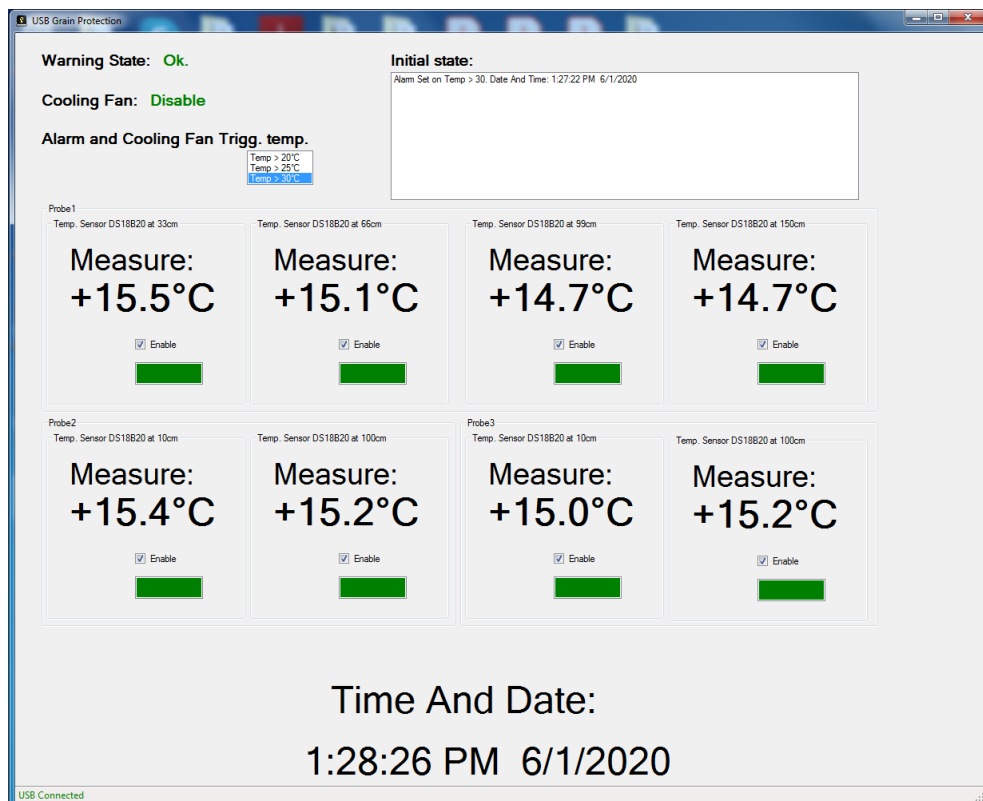 USB Grain Protection
Warning State: Ok.
Initial state:
Alarm Set on Temp > 30. Date And Time: 1:27:22 PM 6/1/2020
Cooling Fan: Disable
Alarm and Cooling Fan Trigg. temp.
Temp > 20°C
Temp > 25°C
Temp > 30°C
Probe1
Temp. Sensor DS18B20 at 33cm
Measure:
+15.5°C
Enable
Temp. Sensor DS18B20 at 66cm
Measure:
+15.1°C
Enable
Temp. Sensor DS18B20 at 99cm
Measure:
+14.7°C
Enable
Temp. Sensor DS18B20 at 150cm
Measure:
+14.7°C
Enable
Probe2
Temp. Sensor DS18B20 at 10cm
Measure:
+15.4°C
Enable
Temp. Sensor DS18B20 at 100cm
Measure:
+15.2°C
Enable
Probe3
Temp. Sensor DS18B20 at 10cm
Measure:
+15.0°C
Enable
Temp. Sensor DS18B20 at 100cm
Measure:
+15.2°C
Enable
Time And Date:
1:28:26 PM 6/1/2020
USB Connected